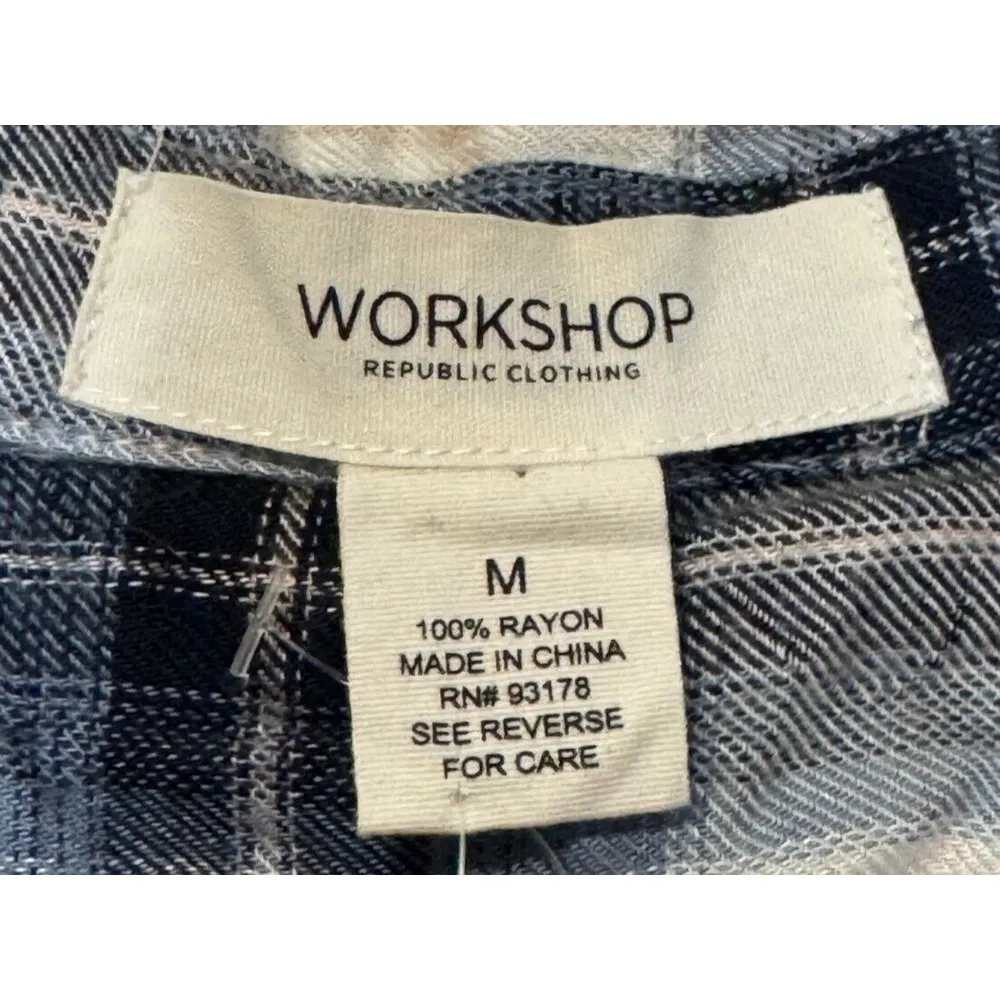 WORKSHOP
REPUBLIC CLOTHING
M
100% RAYON
MADE IN CHINA
RN# 93178
SEE REVERSE
FOR CARE